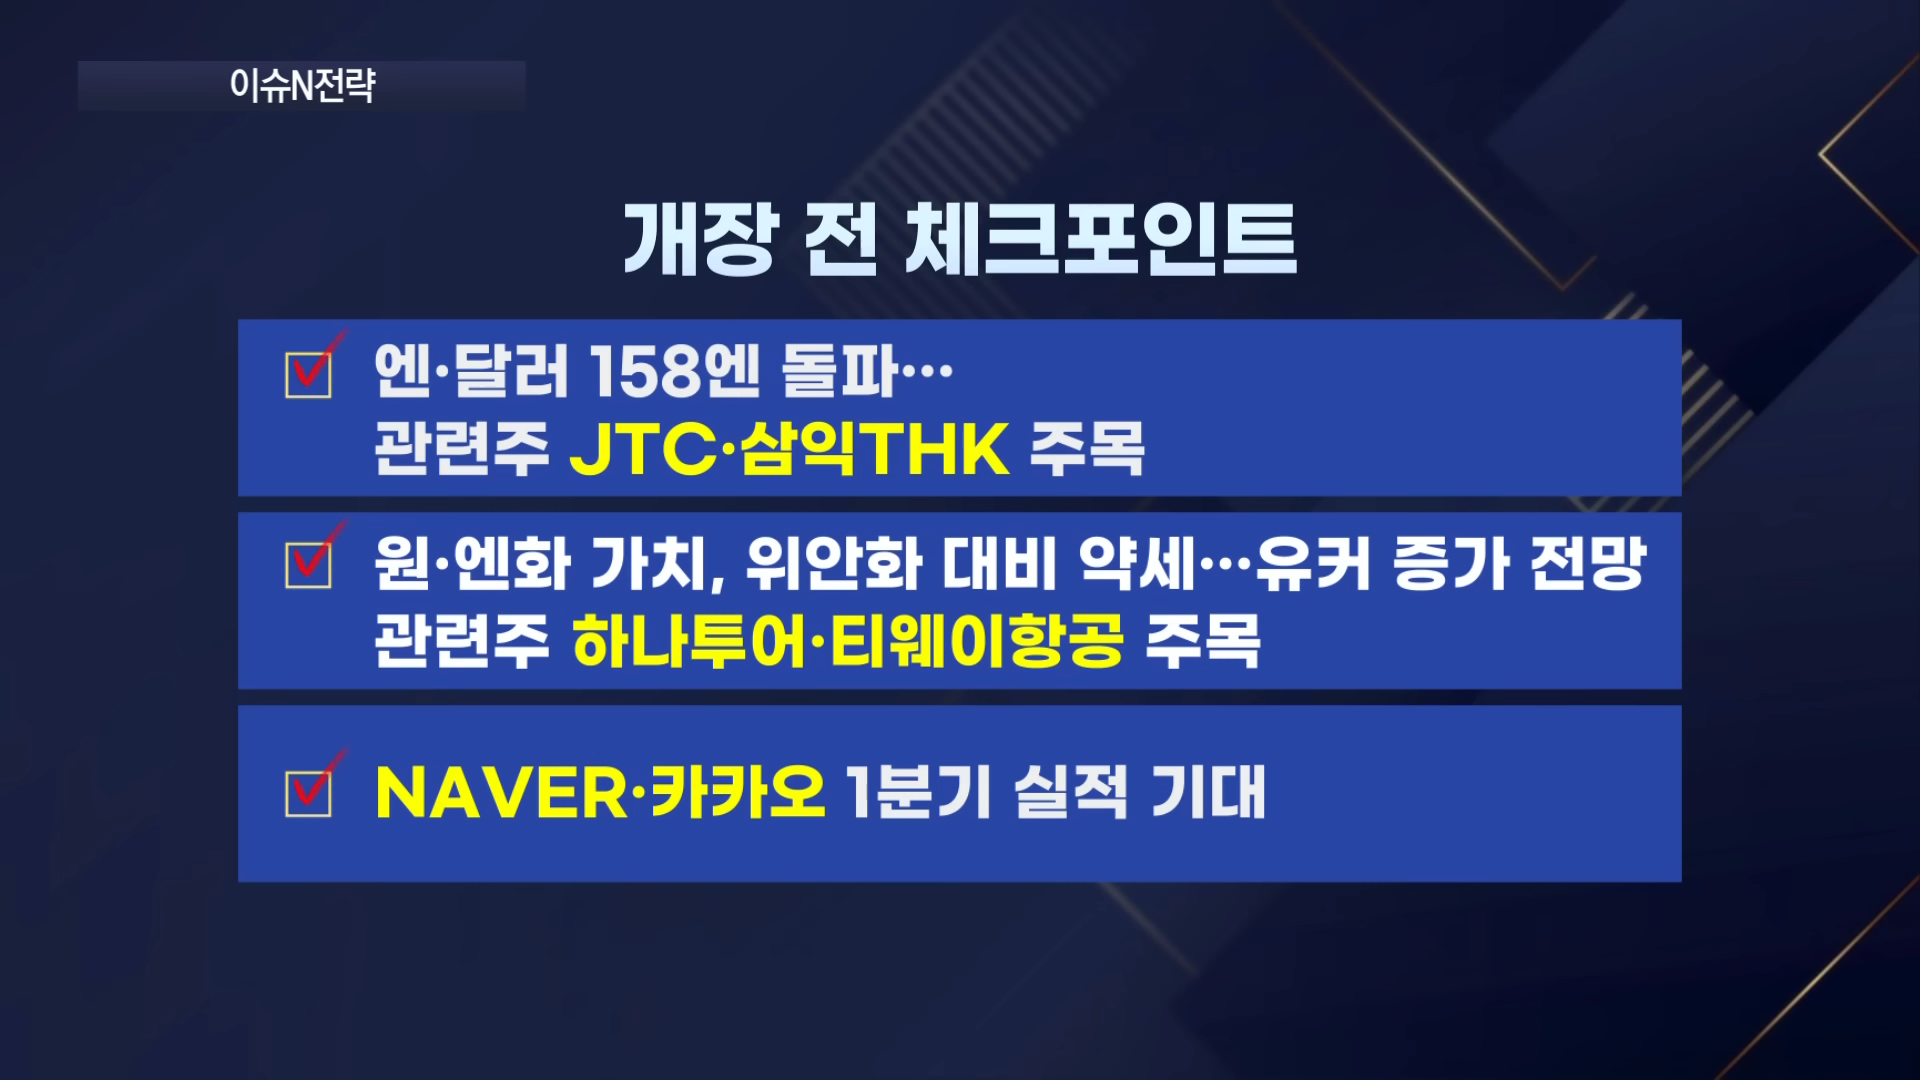 이슈N전략
개장 전 체크포인트
엔·달러 158엔 돌파…
관련주 JTC·삼익THK 주목
원·엔화 가치, 위안화 대비 약세…유커 증가 전망
관련주 하나투어·티웨이항공 주목
NAVER·카카오 1분기 실적 기대